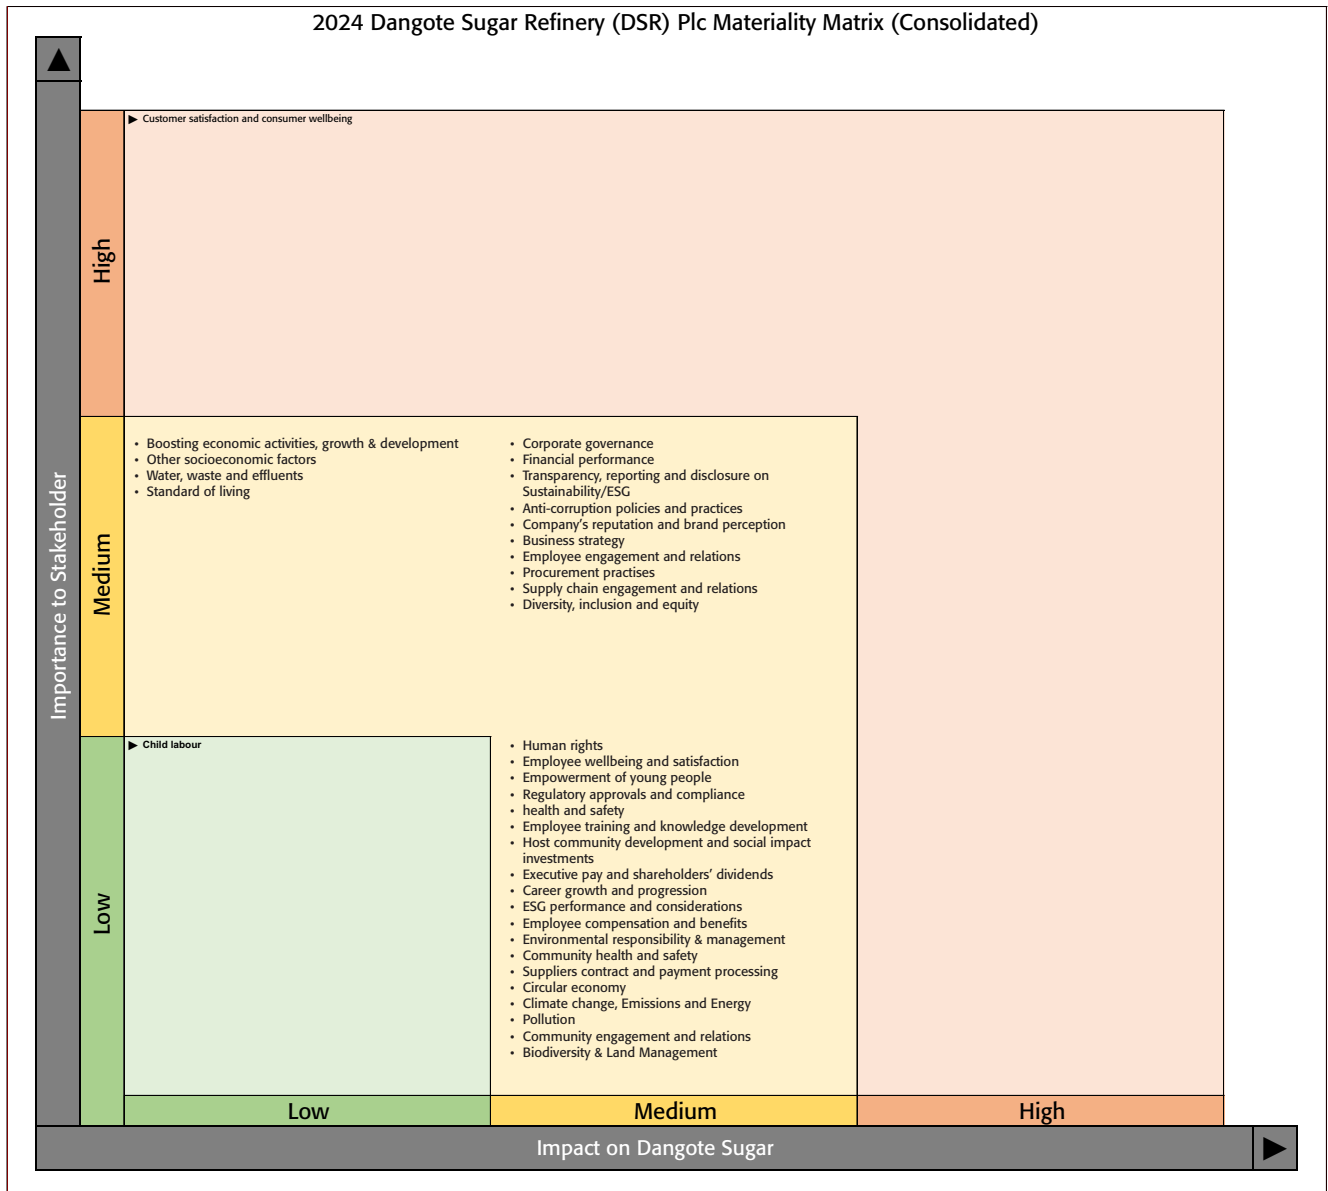 2024 Dangote Sugar Refinery (DSR) Plc Materiality Matrix (Consolidated)
Importance to Stakeholder
High
▶ Customer satisfaction and consumer wellbeing
Medium
• Boosting economic activities, growth & development
• Other socioeconomic factors
• Water, waste and effluents
• Standard of living
• Corporate governance
• Financial performance
• Transparency, reporting and disclosure on
Sustainability/ESG
• Anti-corruption policies and practices
• Company's reputation and brand perception
• Business strategy
• Employee engagement and relations
• Procurement practises
• Supply chain engagement and relations
• Diversity, inclusion and equity
Low
▶ Child labour
• Human rights
• Employee wellbeing and satisfaction
• Empowerment of young people
• Regulatory approvals and compliance
• health and safety
• Employee training and knowledge development
• Host community development and social impact
investments
• Executive pay and shareholders' dividends
• Career growth and progression
• ESG performance and considerations
• Employee compensation and benefits
• Environmental responsibility & management
• Community health and safety
• Suppliers contract and payment processing
• Circular economy
• Climate change, Emissions and Energy
• Pollution
• Community engagement and relations
• Biodiversity & Land Management
Low
Medium
High
Impact on Dangote Sugar